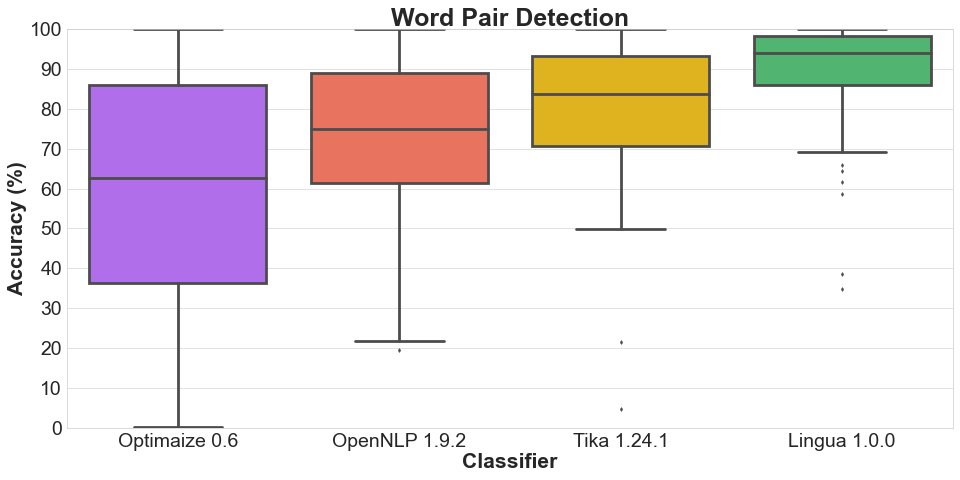 Word Pair Detection
Accuracy (%)
100
90
80
70
60
50
40
30
20
10
0
Optimaize 0.6 OpenNLP 1.9.2 Tika 1.24.1 Lingua 1.0.0
Classifier